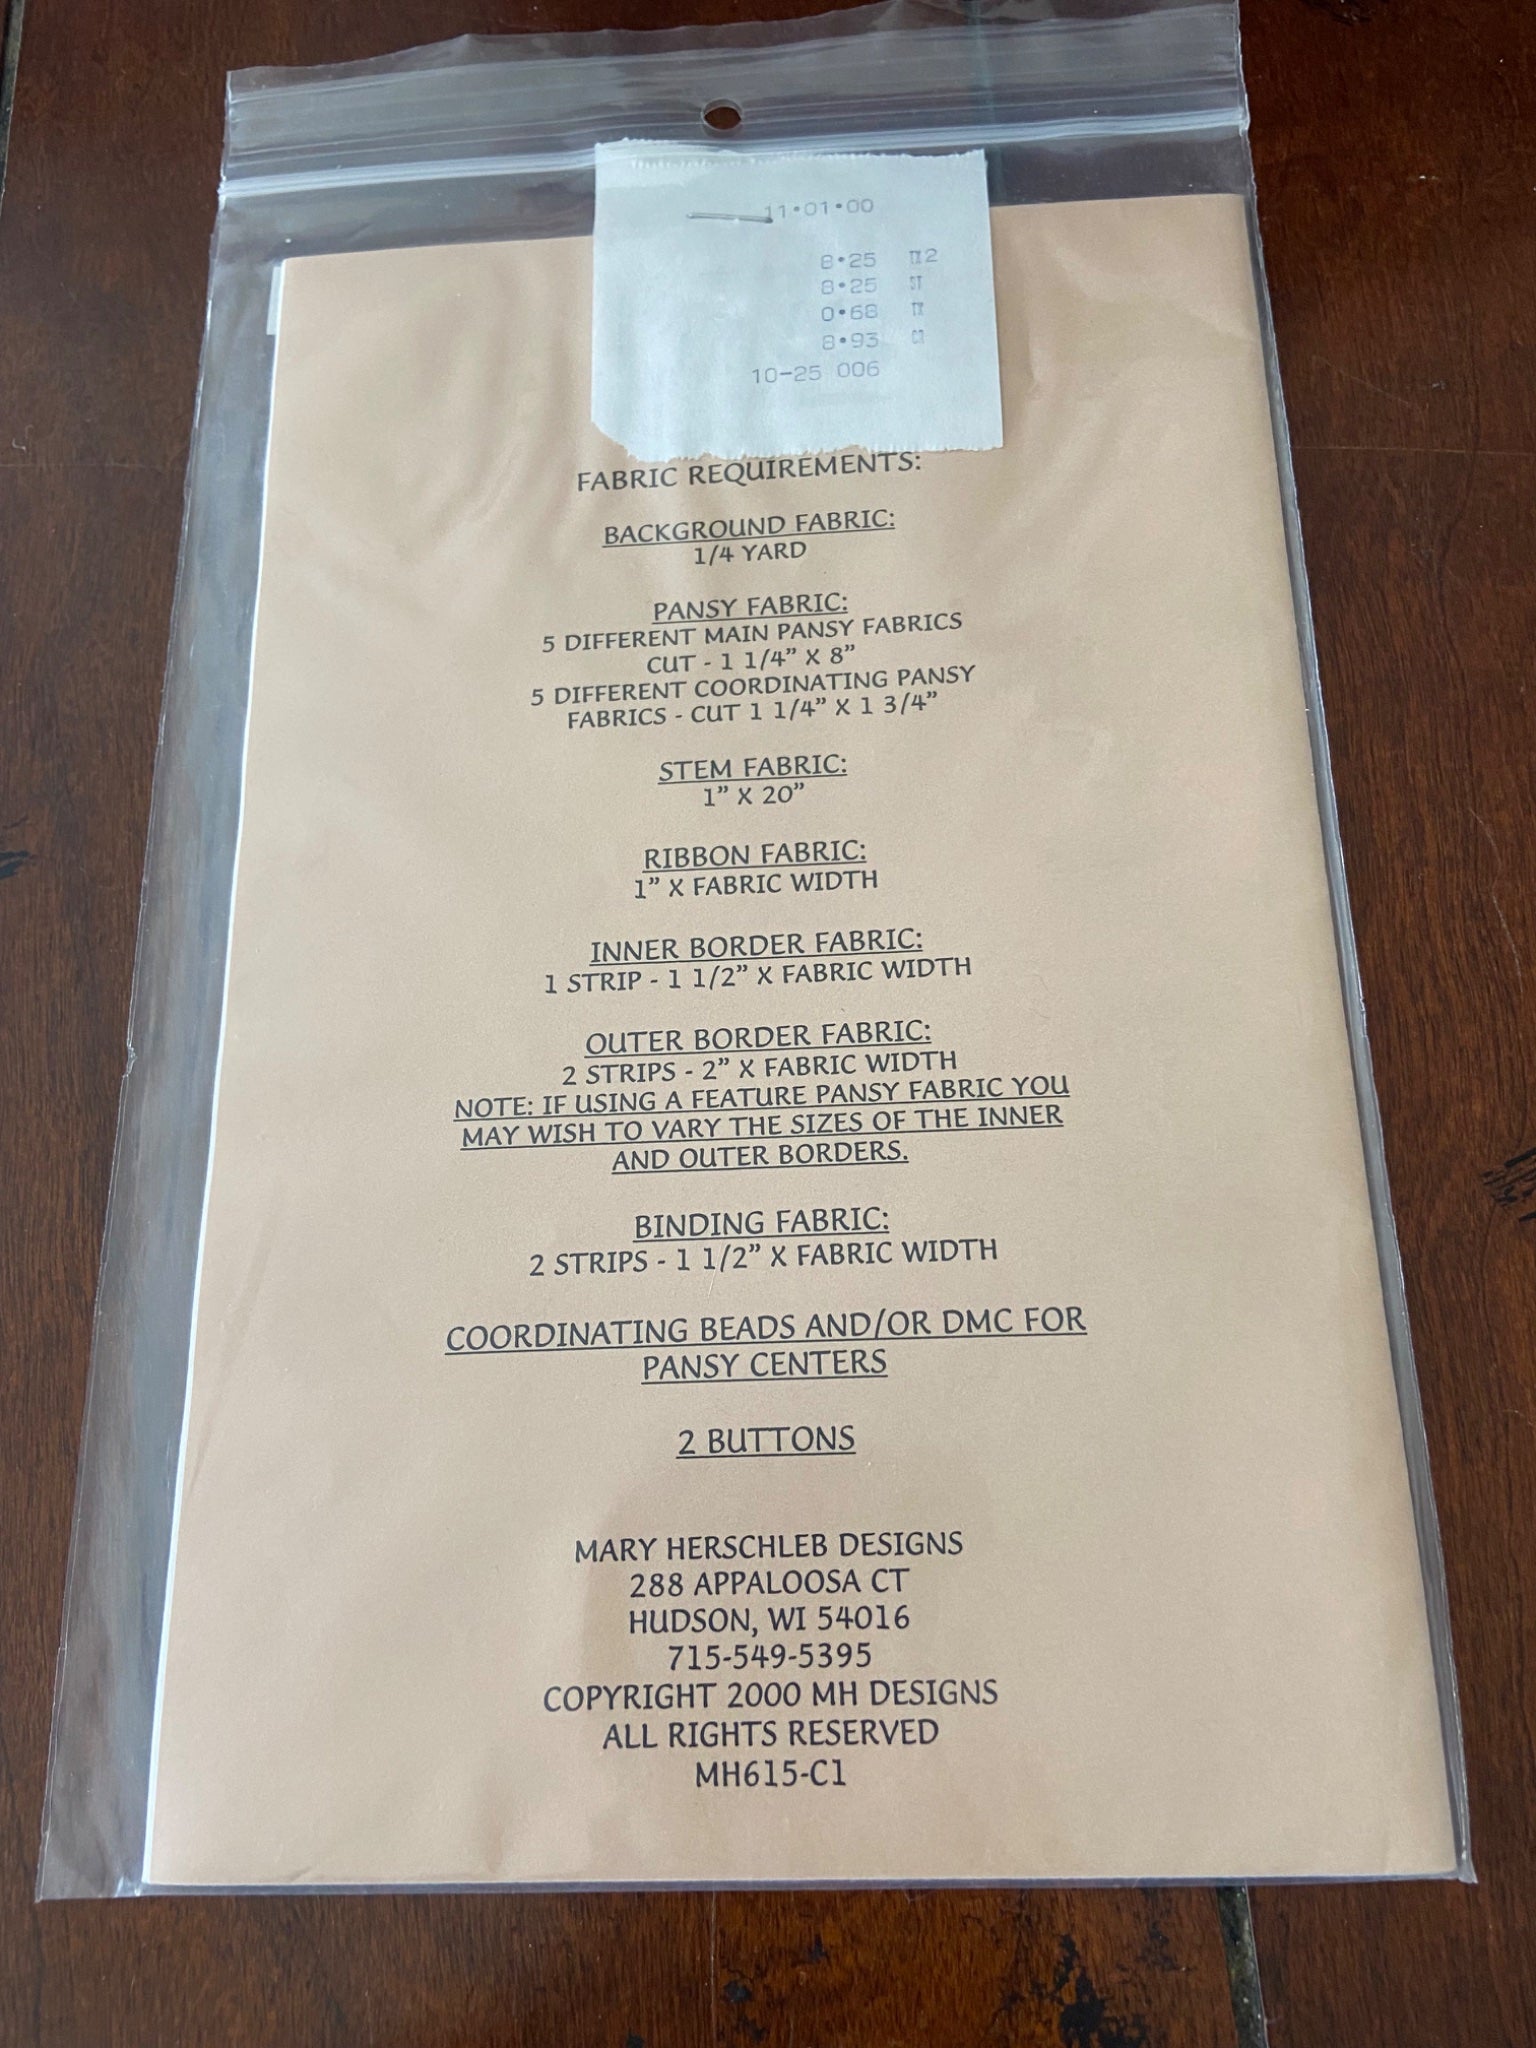 11•01•00
8•25 TX2
8•25 ST
0•68 TX
8•93 CR
10-25 006
FABRIC REQUIREMENTS:
BACKGROUND FABRIC:
1/4 YARD
PANSY FABRIC:
5 DIFFERENT MAIN PANSY FABRICS
CUT - 1 1/4” X 8”
5 DIFFERENT COORDINATING PANSY
FABRICS - CUT 1 1/4” X 1 3/4”
STEM FABRIC:
1” X 20”
RIBBON FABRIC:
1” X FABRIC WIDTH
INNER BORDER FABRIC:
1 STRIP - 1 1/2” X FABRIC WIDTH
OUTER BORDER FABRIC:
2 STRIPS - 2” X FABRIC WIDTH
NOTE: IF USING A FEATURE PANSY FABRIC YOU
MAY WISH TO VARY THE SIZES OF THE INNER
AND OUTER BORDERS.
BINDING FABRIC:
2 STRIPS - 1 1/2” X FABRIC WIDTH
COORDINATING BEADS AND/OR DMC FOR
PANSY CENTERS
2 BUTTONS
MARY HERSCHLEB DESIGNS
288 APPALOOSA CT
HUDSON, WI 54016
715-549-5395
COPYRIGHT 2000 MH DESIGNS
ALL RIGHTS RESERVED
MH615-C1